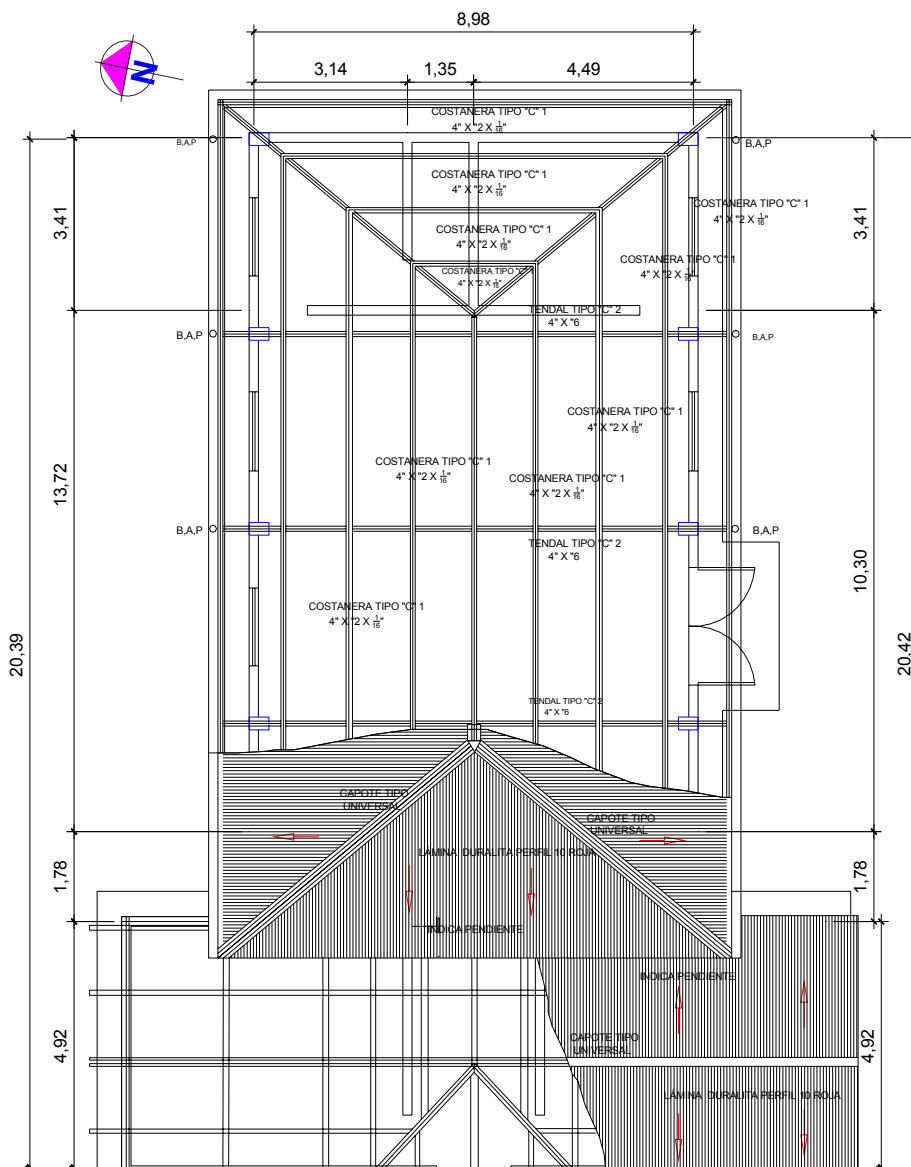 8,98
3,14
1,35
4,49
N
COSTANERA TIPO "C" 1
4" X "2 X 1/16"
B,A,P
B,A,P
COSTANERA TIPO "C" 1
4" X "2 X 1/16"
COSTANERA TIPO "C" 1
4" X "2 X 1/16"
3,41
3,41
COSTANERA TIPO "C" 1
4" X "2 X 1/16"
COSTANERA TIPO "C" 1
4" X "2 X 1/16"
COSTANERA TIPO "C" 1
4" X "2 X 1/16"
TENDAL TIPO "C" 2
4" X "6
B,A,P
B,A,P
COSTANERA TIPO "C" 1
4" X "2 X 1/16"
COSTANERA TIPO "C" 1
4" X "2 X 1/16"
COSTANERA TIPO "C" 1
4" X "2 X 1/16"
13,72
B,A,P
B,A,P
TENDAL TIPO "C" 2
4" X "6
10,30
COSTANERA TIPO "C" 1
4" X "2 X 1/16"
20,39
20.42
TENDAL TIPO "C" 2
4" X "6
CAPOTE TIPO
UNIVERSAL
CAPOTE TIPO
UNIVERSAL
LÁMINA DURALITA PERFIL 10 ROJA
1,78
1,78
INDICA PENDIENTE
INDICA PENDIENTE
CAPOTE TIPO
UNIVERSAL
4,92
4,92
LÁMINA DURALITA PERFIL 10 ROJA